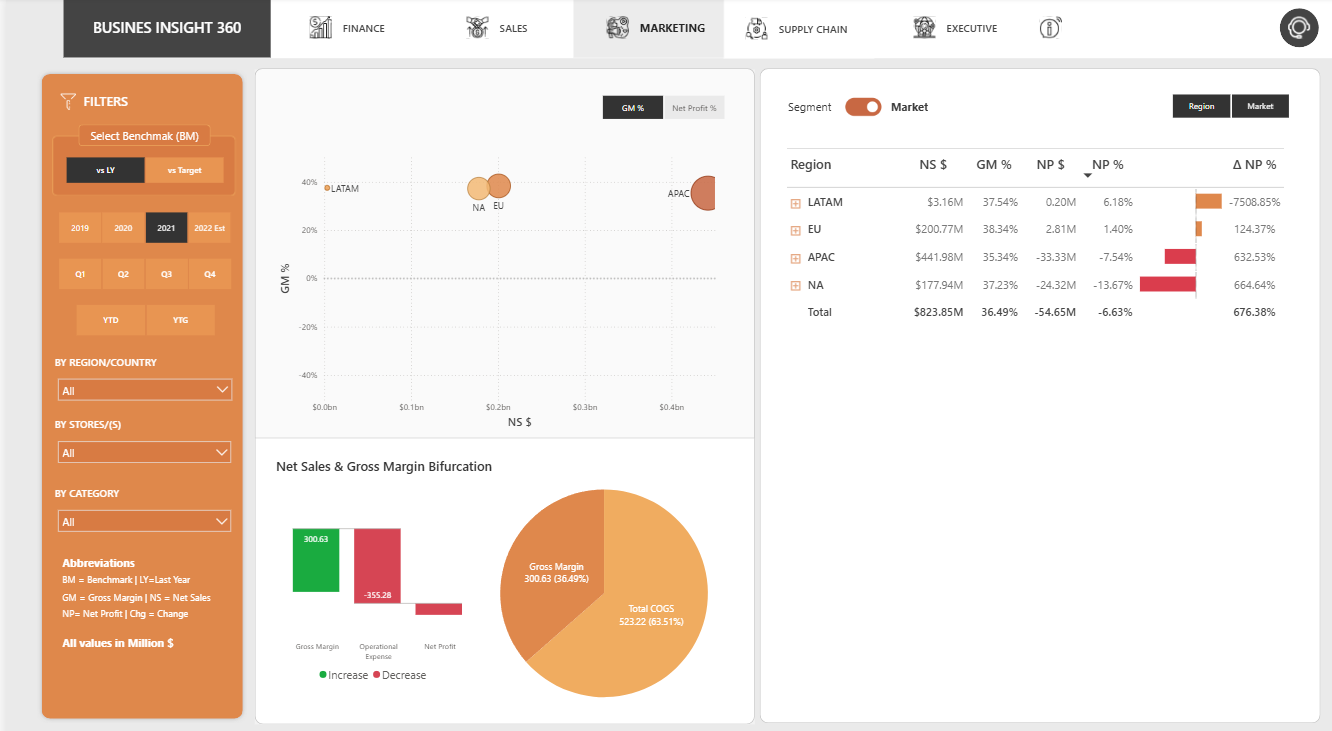 BUSINES INSIGHT 360
FINANCE
SALES
MARKETING
SUPPLY CHAIN
EXECUTIVE
FILTERS
Select Benchmak (BM)
vs LY
vs Target
2019
2020
2021
2022 Est
Q1
Q2
Q3
Q4
YTD
YTG
BY REGION/COUNTRY
All
BY STORES/(S)
All
BY CATEGORY
All
Abbreviations
BM = Benchmark | LY=Last Year
GM = Gross Margin | NS = Net Sales
NP= Net Profit | Chg = Change
All values in Million $
GM %
Net Profit %
40%
20%
0%
-20%
-40%
GM %
LATAM
NA
EU
APAC
$0.0bn
$0.1bn
$0.2bn
$0.3bn
$0.4bn
NS $
Net Sales & Gross Margin Bifurcation
300.63
-355.28
Gross Margin
Operational
Expense
Net Profit
Increase
Decrease
Gross Margin
300.63 (36.49%)
Total COGS
523.22 (63.51%)
Segment
Market
Region
Market
Region NS $ GM % NP $ NP % Δ NP %
LATAM $3.16M 37.54% 0.20M 6.18% -7508.85%
EU $200.77M 38.34% 2.81M 1.40% 124.37%
APAC $441.98M 35.34% -33.33M -7.54% 632.53%
NA $177.94M 37.23% -24.32M -13.67% 664.64%
Total $823.85M 36.49% -54.65M -6.63% 676.38%